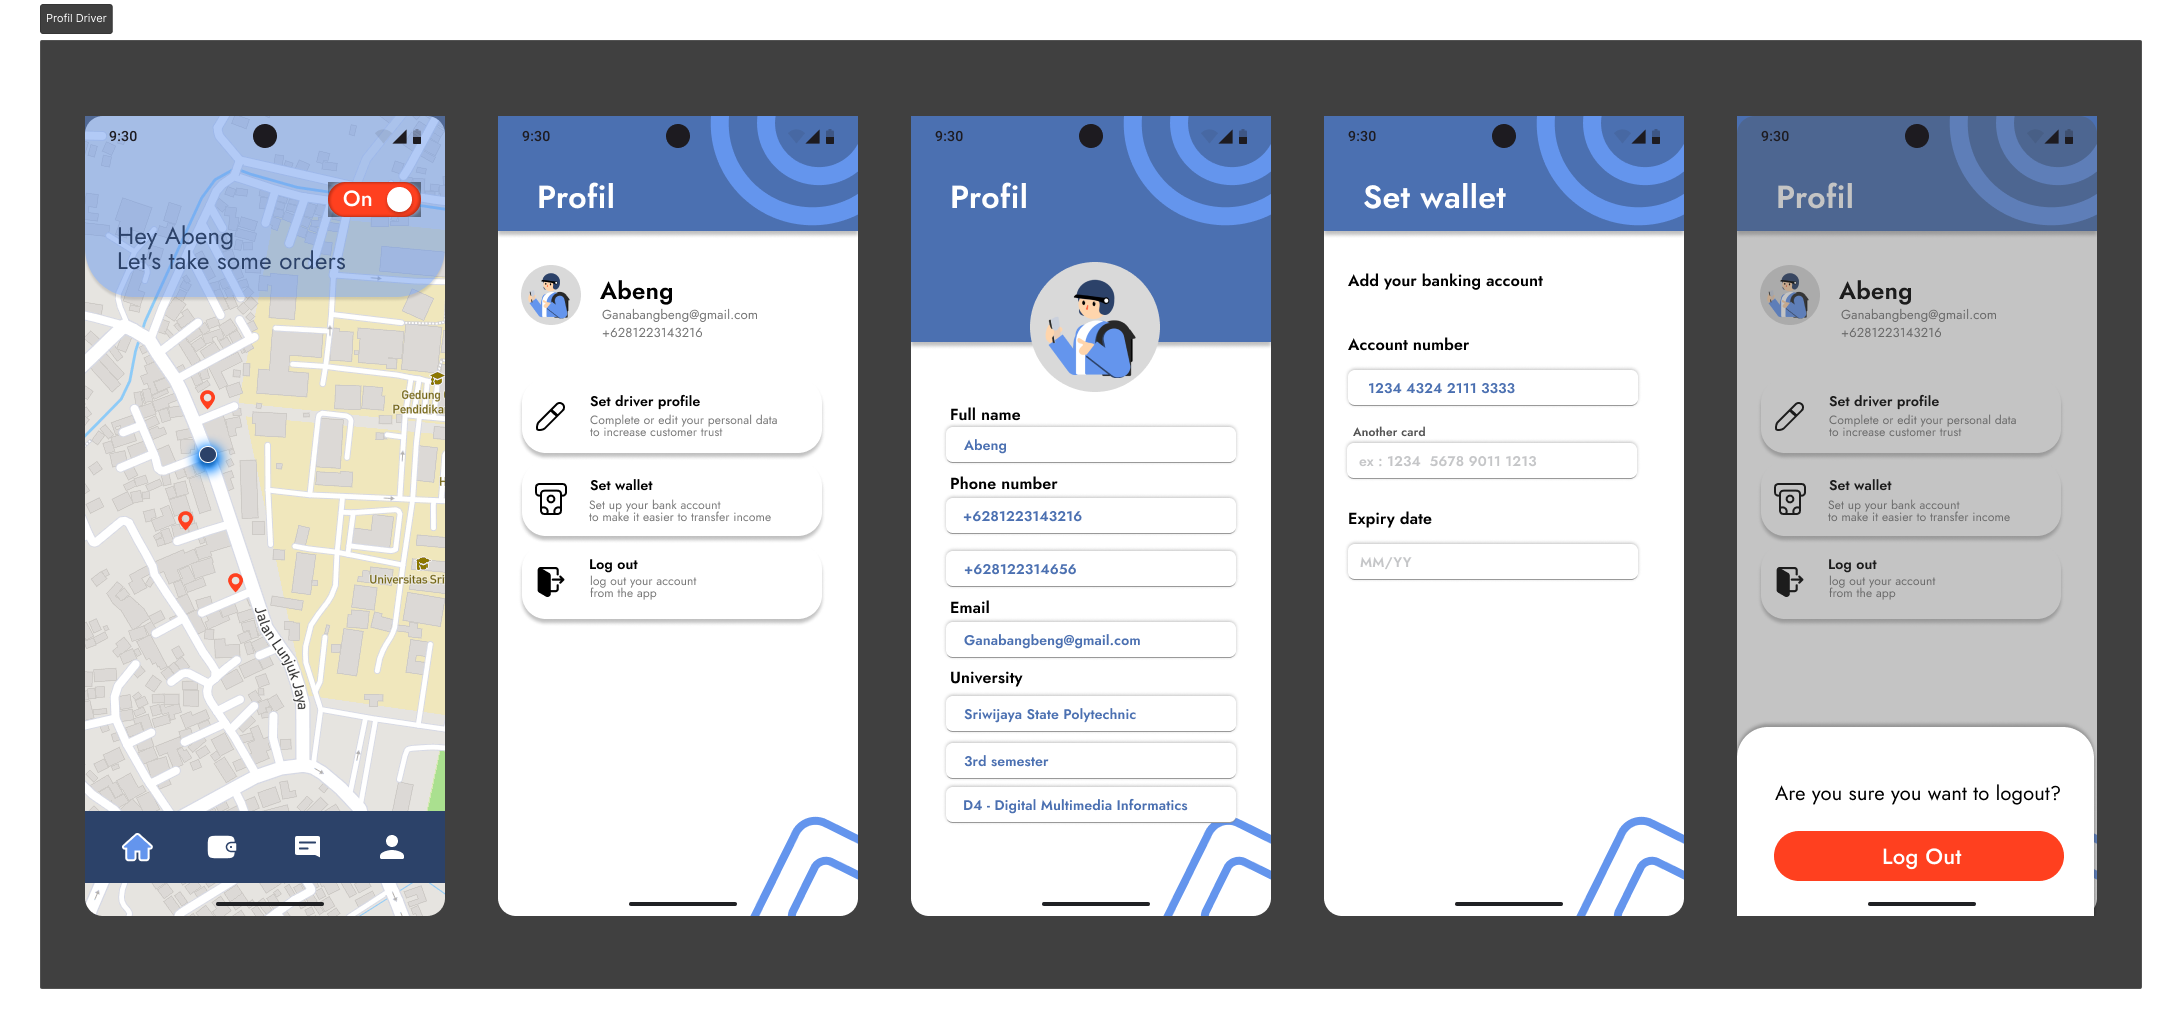 Profil Driver
9:30
On
Hey Abeng
Let's take some orders
Gedung
Pendidika
Universitas Sri
Jalan Lunjuk Jaya
9:30
Profil
Abeng
Ganabangbeng@gmail.com
+6281223143216
Set driver profile
Complete or edit your personal data
to increase customer trust
Set wallet
Set up your bank account
to make it easier to transfer income
Log out
log out your account
from the app
9:30
Profil
Full name
Abeng
Phone number
+6281223143216
+628122314656
Email
Ganabangbeng@gmail.com
University
Sriwijaya State Polytechnic
3rd semester
D4 - Digital Multimedia Informatics
9:30
Set wallet
Add your banking account
Account number
1234 4324 2111 3333
Another card
ex : 1234 5678 9011 1213
Expiry date
MM/YY
9:30
Profil
Abeng
Ganabangbeng@gmail.com
+6281223143216
Set driver profile
Complete or edit your personal data
to increase customer trust
Set wallet
Set up your bank account
to make it easier to transfer income
Log out
log out your account
from the app
Are you sure you want to logout?
Log Out